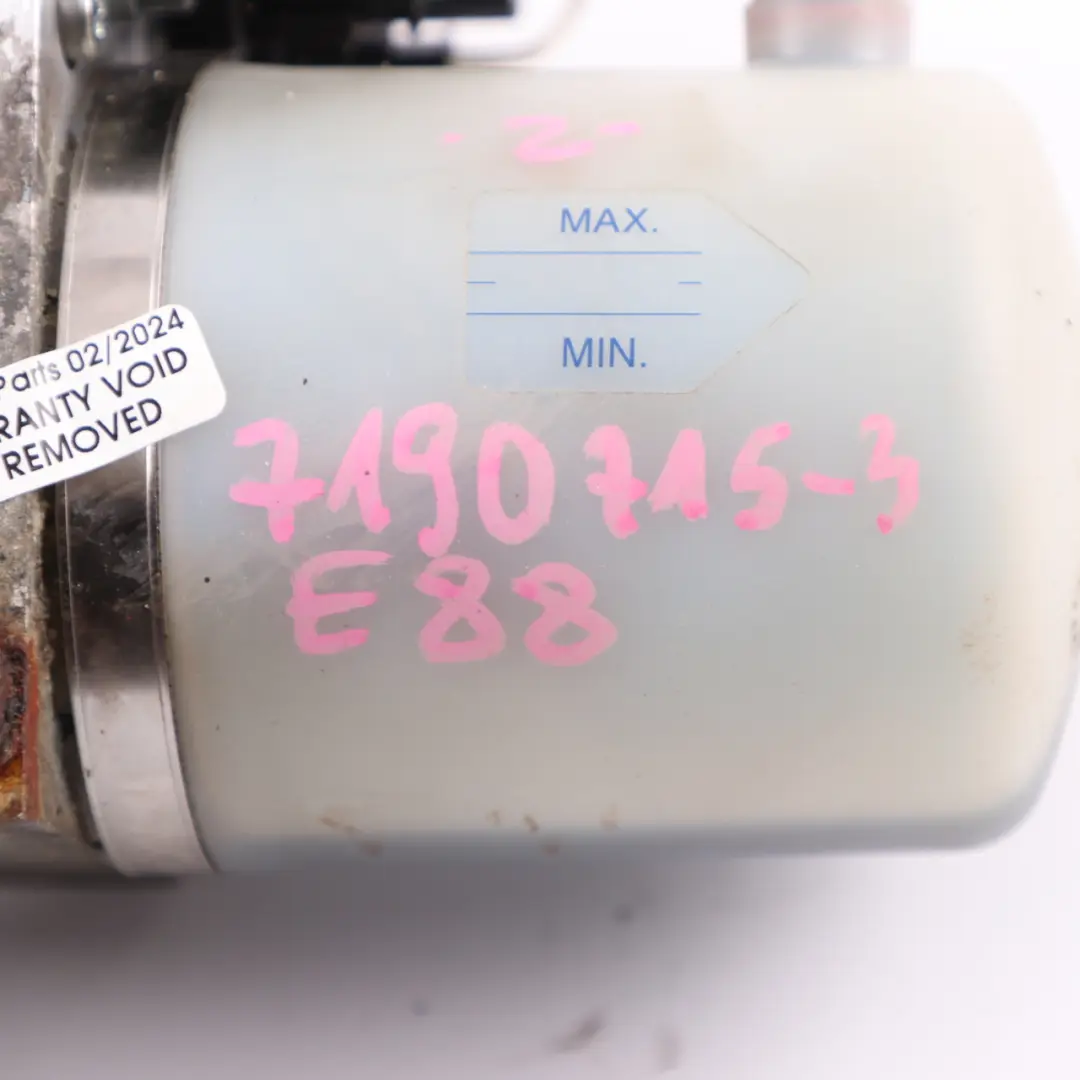 -2-
MAX.
MIN.
Parts 02/2024
RANTY VOID
REMOVED
7190715-3
E88